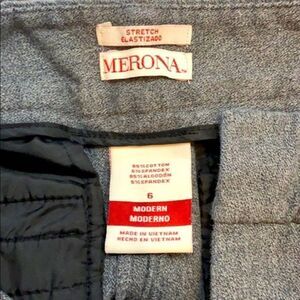 STRETCH
ELASTIZADO
MERONA
95% COTTON
5% SPANDEX
95% ALGODÓN
5% SPANDEX
6
MODERN
MODERNO
MADE IN VIETNAM
HECHO EN VIETNAM